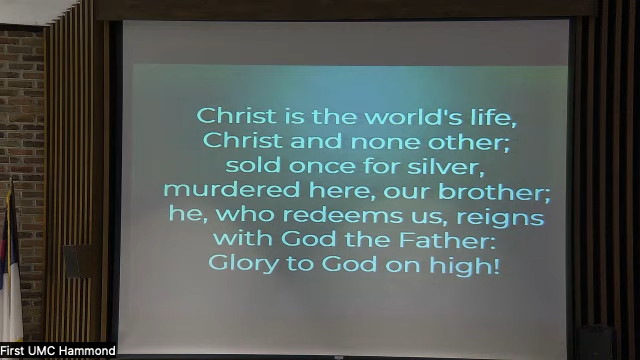 Christ is the world's life,
Christ and none other;
sold once for silver,
murdered here, our brother;
he, who redeems us, reigns
with God the Father:
Glory to God on high!
First UMC Hammond